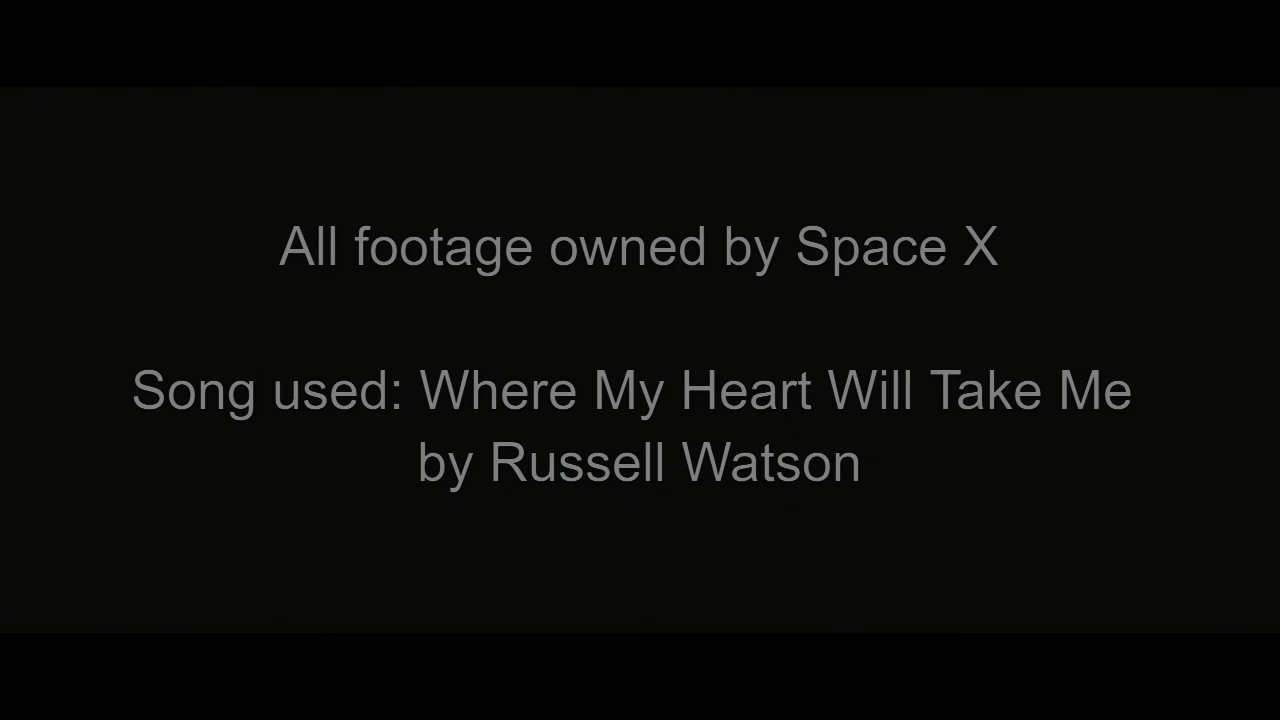 All footage owned by Space X
Song used: Where My Heart Will Take Me
by Russell Watson